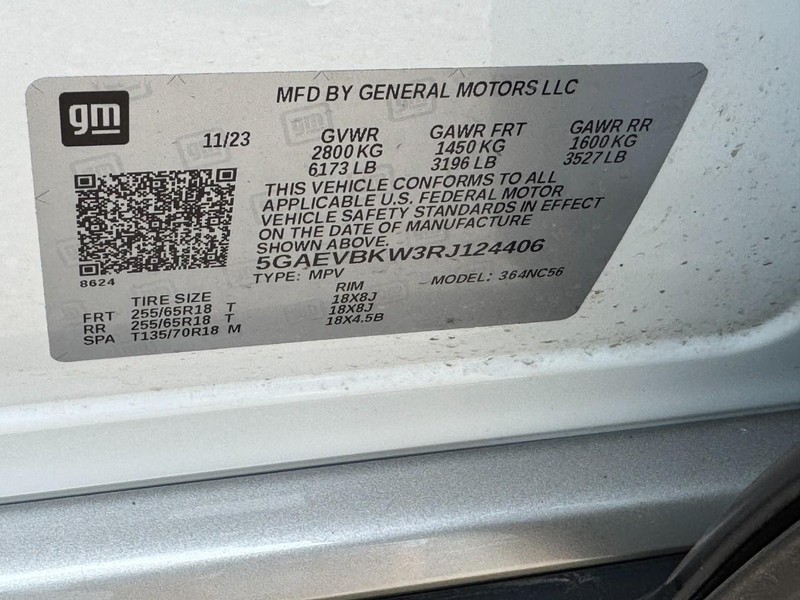 gm
MFD BY GENERAL MOTORS LLC
11/23 GVWR GAWR FRT GAWR RR
2800 KG 1450 KG 1600 KG
6173 LB 3196 LB 3527 LB
THIS VEHICLE CONFORMS TO ALL
APPLICABLE U.S. FEDERAL MOTOR
VEHICLE SAFETY STANDARDS IN EFFECT
ON THE DATE OF MANUFACTURE
SHOWN ABOVE.
5GAEVBKW3RJ124406
8624
TYPE: MPV MODEL: 364NC56
TIRE SIZE RIM
FRT 255/65R18 T 18X8J
RR 255/65R18 T 18X8J
SPA T135/70R18 M 18X4.5B